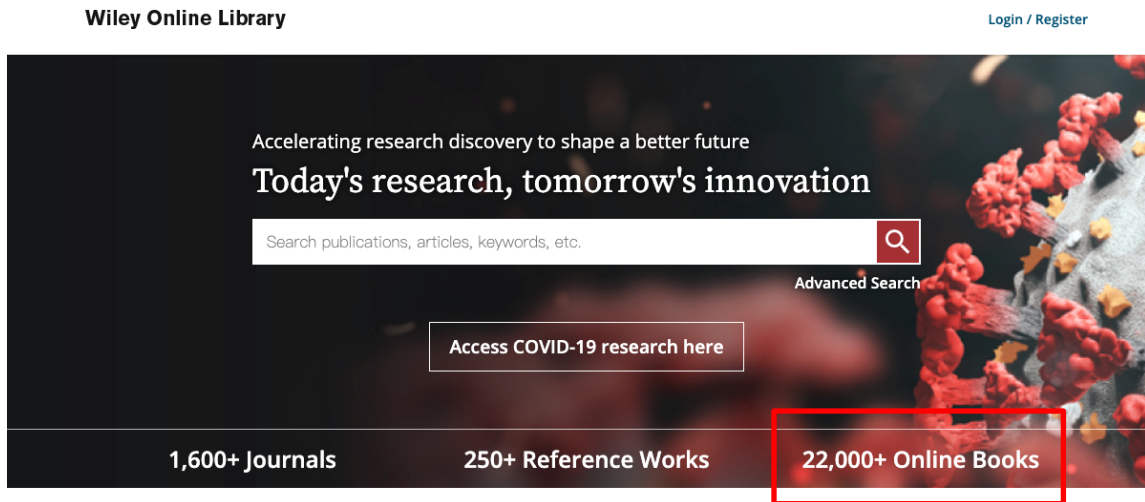 Wiley Online Library
Login / Register
Accelerating research discovery to shape a better future
Today's research, tomorrow's innovation
Search publications, articles, keywords, etc.
Advanced Search
Access COVID-19 research here
1,600+ Journals
250+ Reference Works
22,000+ Online Books